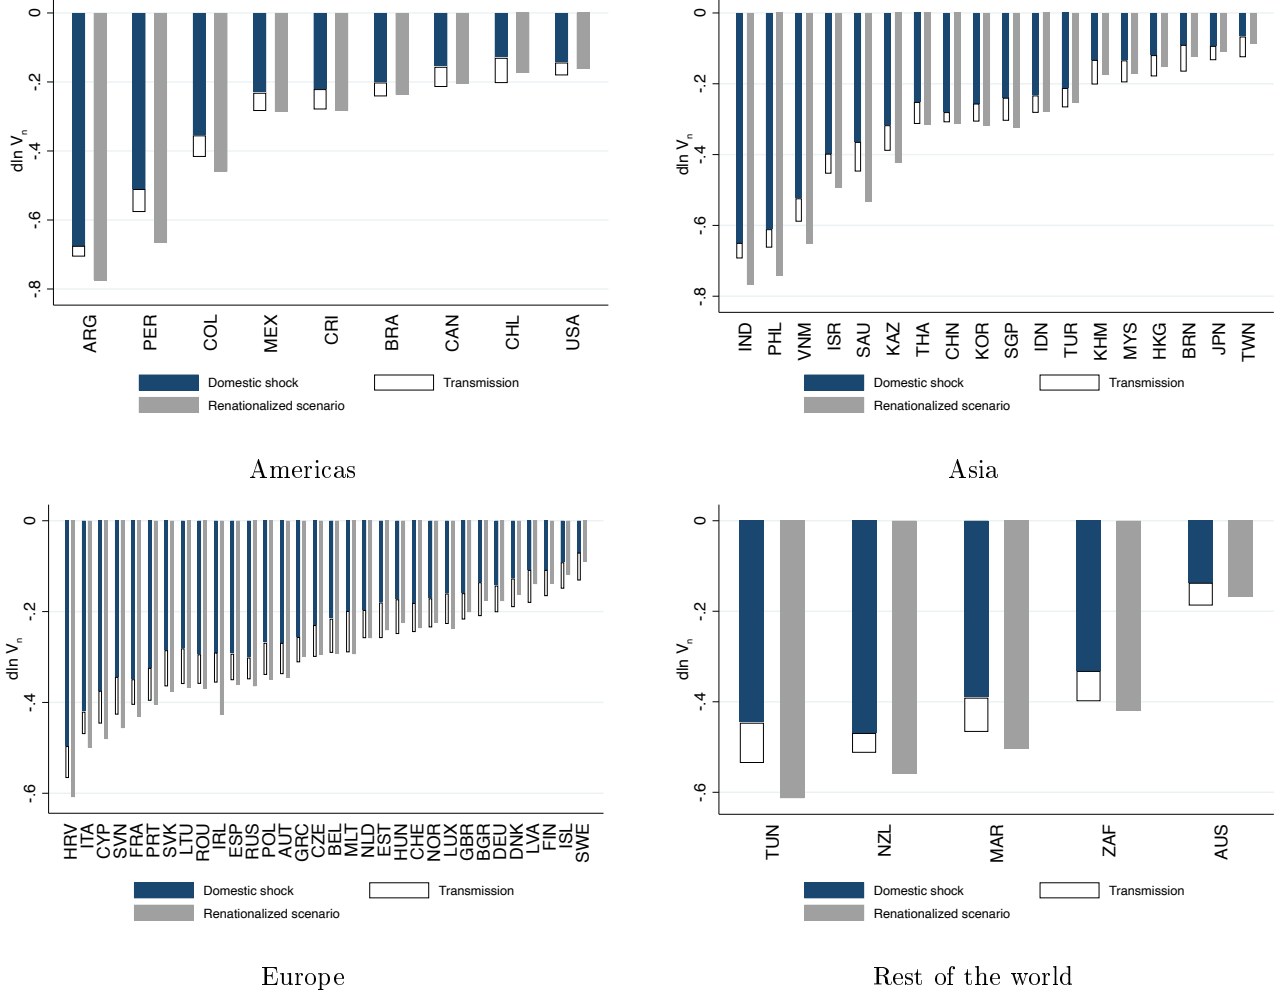 0
-.2
-.4
-.6
-.8
dln Vn
ARG PER COL MEX CRI BRA CAN CHL USA
Domestic shock Transmission
Renationalized scenario
Americas
0
-.2
-.4
-.6
-.8
dln Vn
IND PHL VNM ISR SAU KAZ THA CHN KOR SGP IDN TUR KHM MYS HKG BRN JPN TWN
Domestic shock Transmission
Renationalized scenario
Asia
0
-.2
-.4
-.6
dln Vn
HRV ITA CYP SVN FRA PRT SVK LTU ROU IRL ESP RUS POL AUT GRC CZE BEL MLT NLD EST HUN CHE NOR LUX GBR BGR DEU DNK LVA FIN ISL SWE
Domestic shock Transmission
Renationalized scenario
Europe
0
-.2
-.4
-.6
dln Vn
TUN NZL MAR ZAF AUS
Domestic shock Transmission
Renationalized scenario
Rest of the world